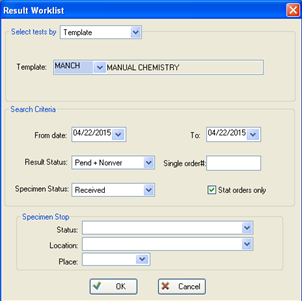 Result Worklist
Select tests by Template
Template: MANCH MANUAL CHEMISTRY
Search Criteria
From date: 04/22/2015 To: 04/22/2015
Result Status: Pend + Nonver Single order#:
Specimen Status: Received Stat orders only
Specimen Stop
Status:
Location:
Place:
OK Cancel